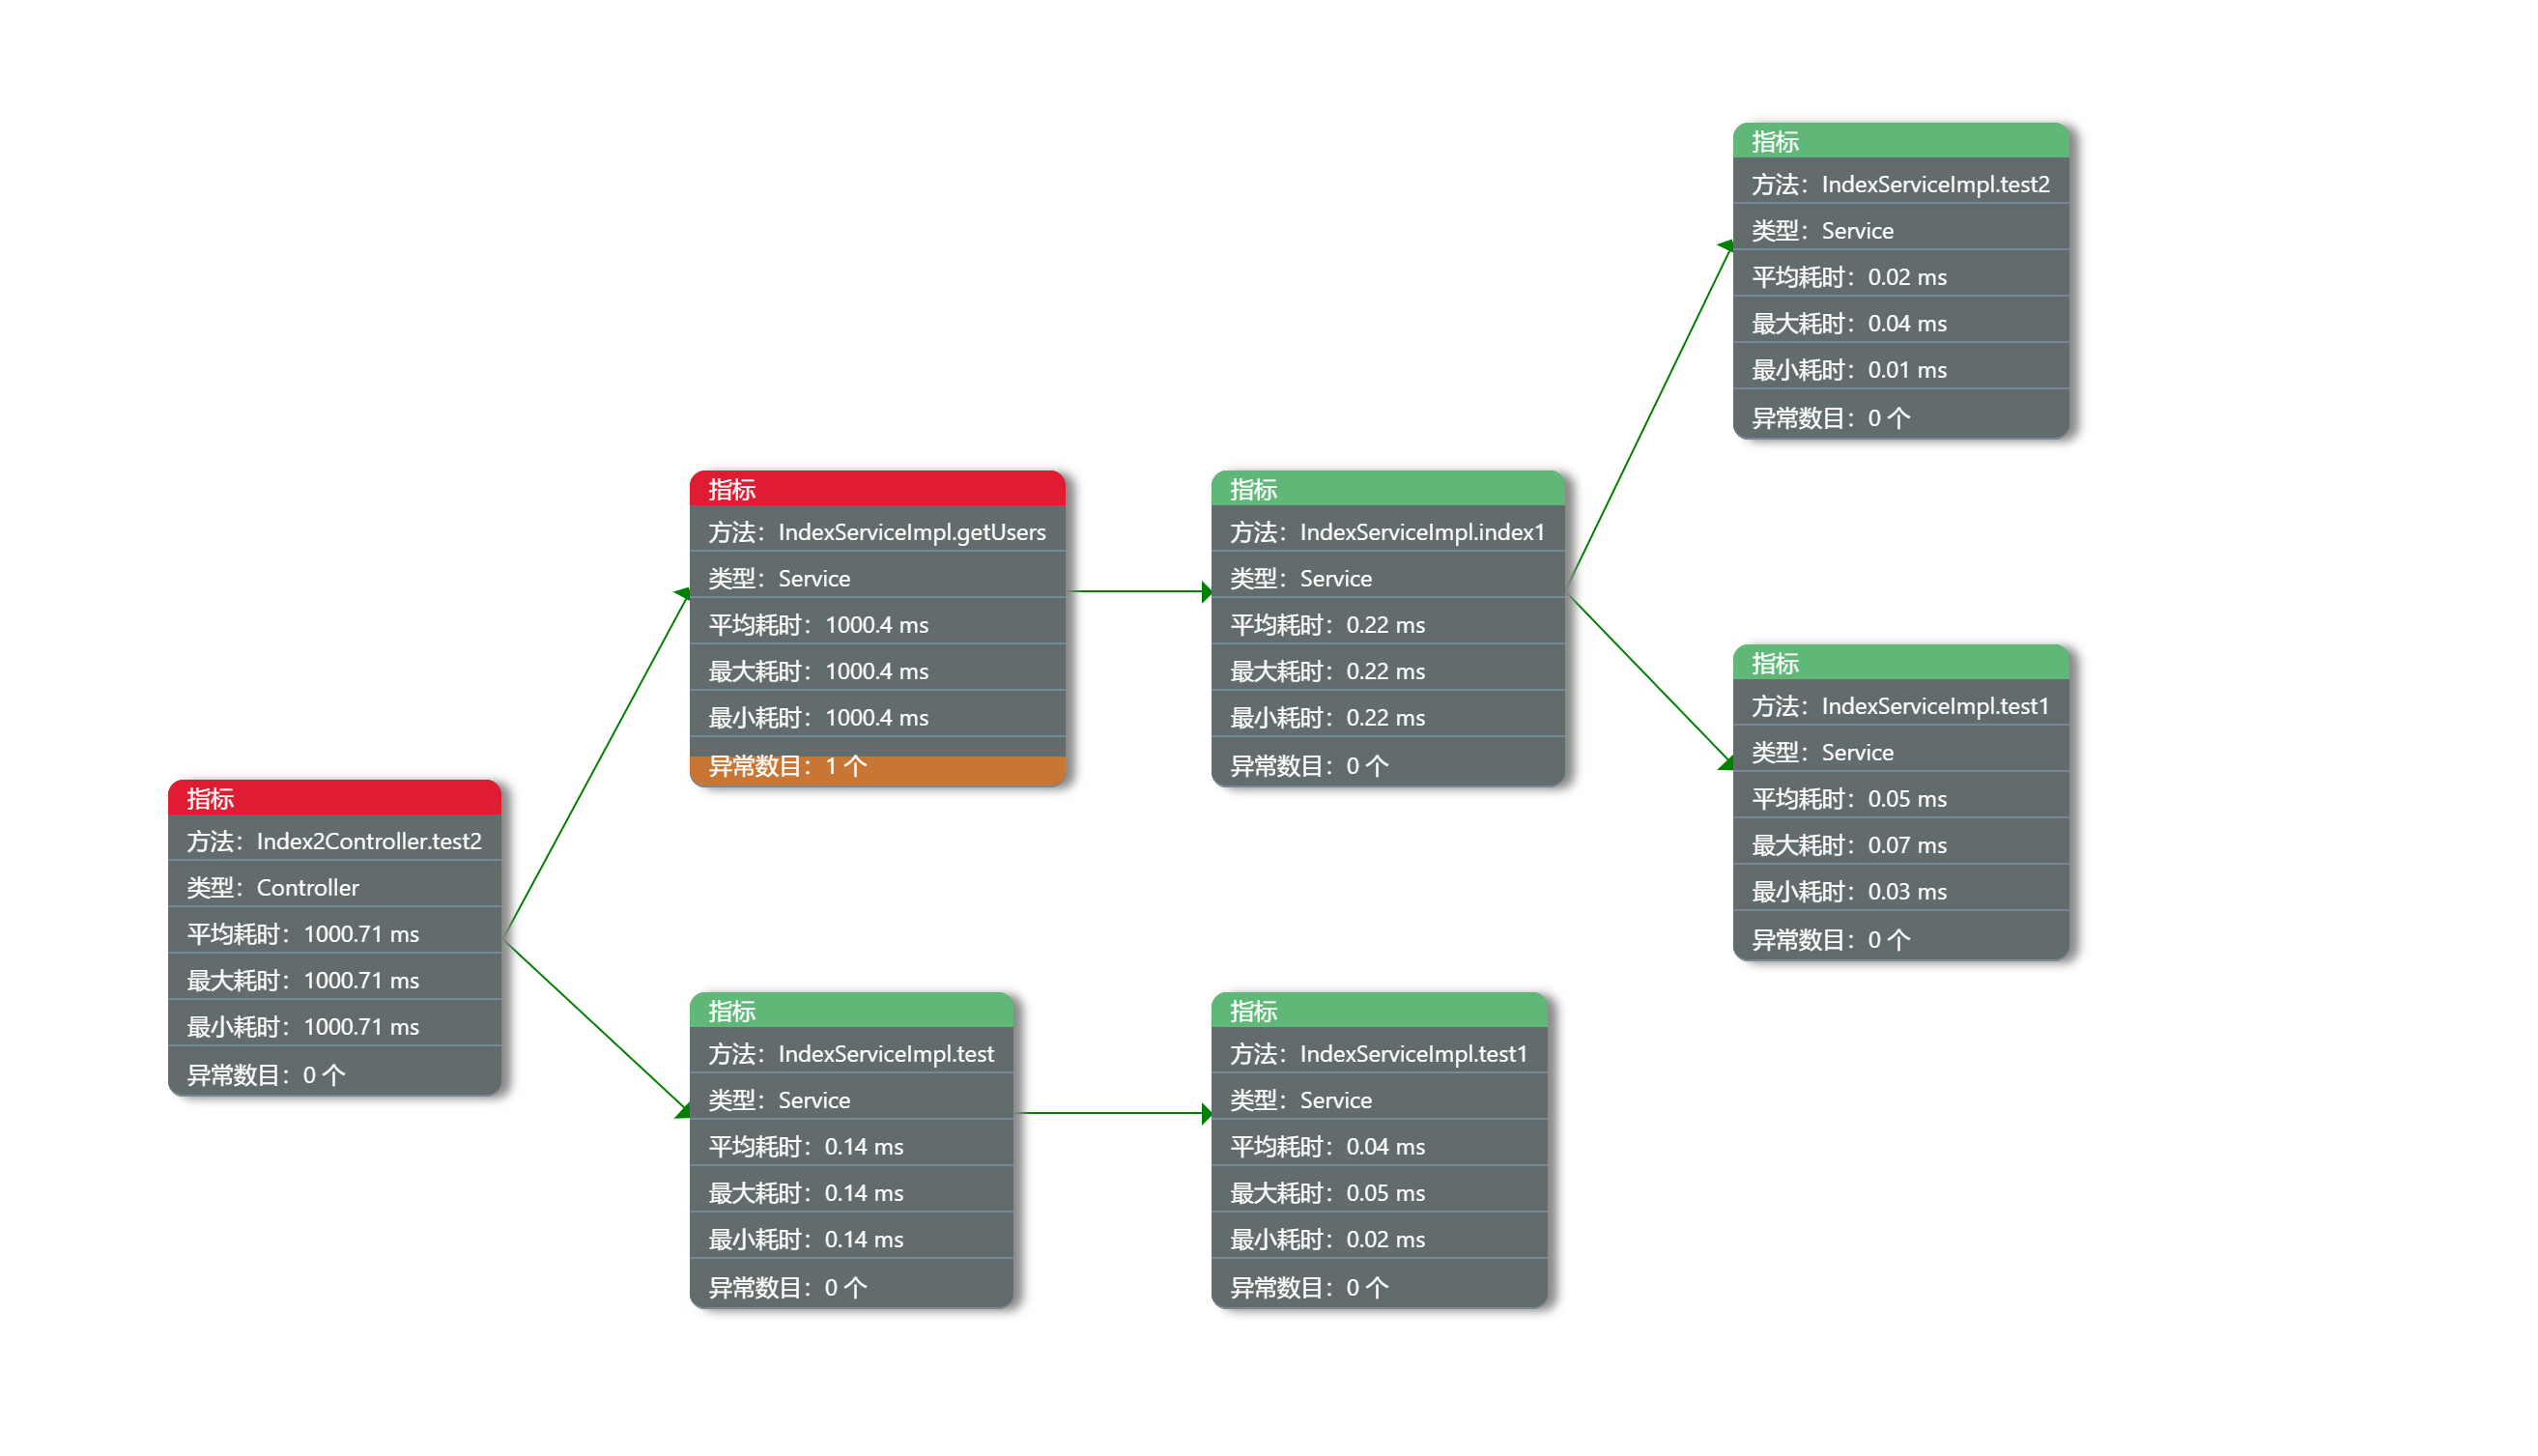 指标
方法：IndexServiceImpl.test2
类型：Service
平均耗时：0.02 ms
最大耗时：0.04 ms
最小耗时：0.01 ms
异常数目：0 个
指标
方法：IndexServiceImpl.getUsers
类型：Service
平均耗时：1000.4 ms
最大耗时：1000.4 ms
最小耗时：1000.4 ms
异常数目：1 个
指标
方法：IndexServiceImpl.index1
类型：Service
平均耗时：0.22 ms
最大耗时：0.22 ms
最小耗时：0.22 ms
异常数目：0 个
指标
方法：IndexServiceImpl.test1
类型：Service
平均耗时：0.05 ms
最大耗时：0.07 ms
最小耗时：0.03 ms
异常数目：0 个
指标
方法：Index2Controller.test2
类型：Controller
平均耗时：1000.71 ms
最大耗时：1000.71 ms
最小耗时：1000.71 ms
异常数目：0 个
指标
方法：IndexServiceImpl.test
类型：Service
平均耗时：0.14 ms
最大耗时：0.14 ms
最小耗时：0.14 ms
异常数目：0 个
指标
方法：IndexServiceImpl.test1
类型：Service
平均耗时：0.04 ms
最大耗时：0.05 ms
最小耗时：0.02 ms
异常数目：0 个